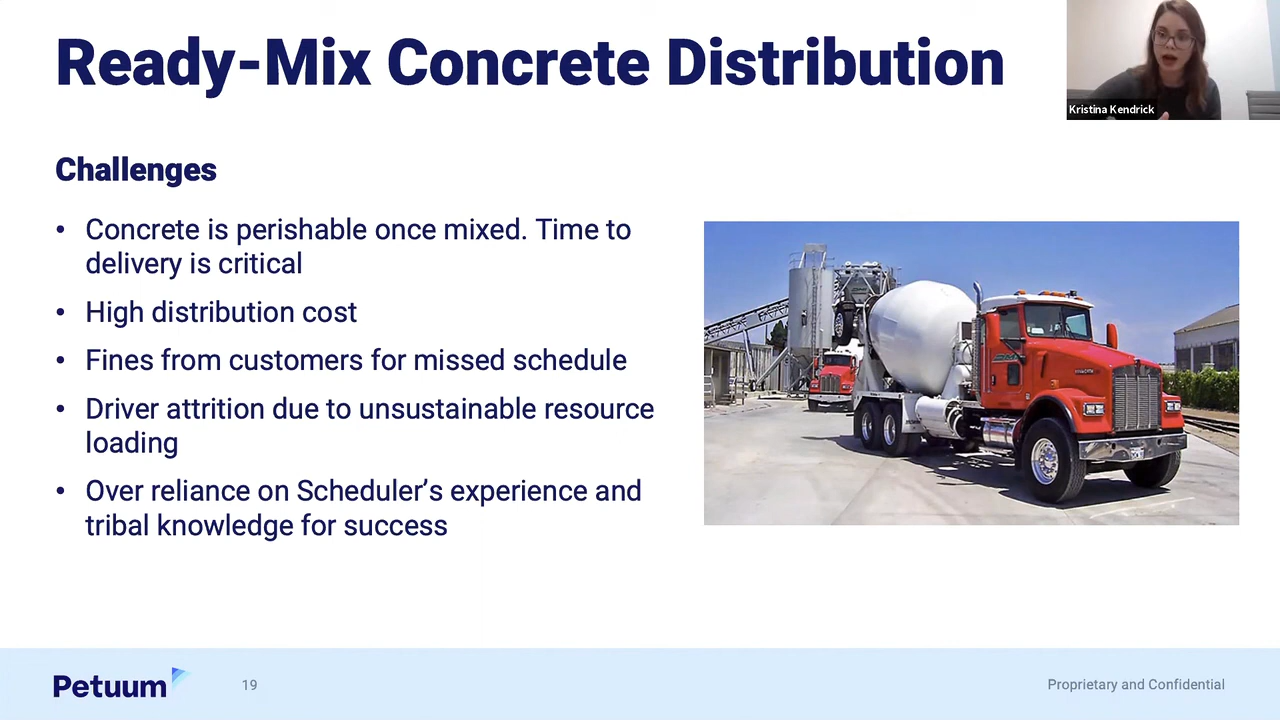 Ready-Mix Concrete Distribution
Kristina Kendrick
Challenges
• Concrete is perishable once mixed. Time to
delivery is critical
• High distribution cost
• Fines from customers for missed schedule
• Driver attrition due to unsustainable resource
loading
• Over reliance on Scheduler’s experience and
tribal knowledge for success
Petuum
19
Proprietary and Confidential